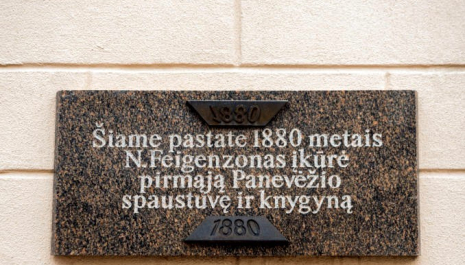 1880
Šiame pastate 1880 metais
N.Feigenzonas įkūrė
pirmąją Panevėžio
spaustuvę ir knygyną
1880